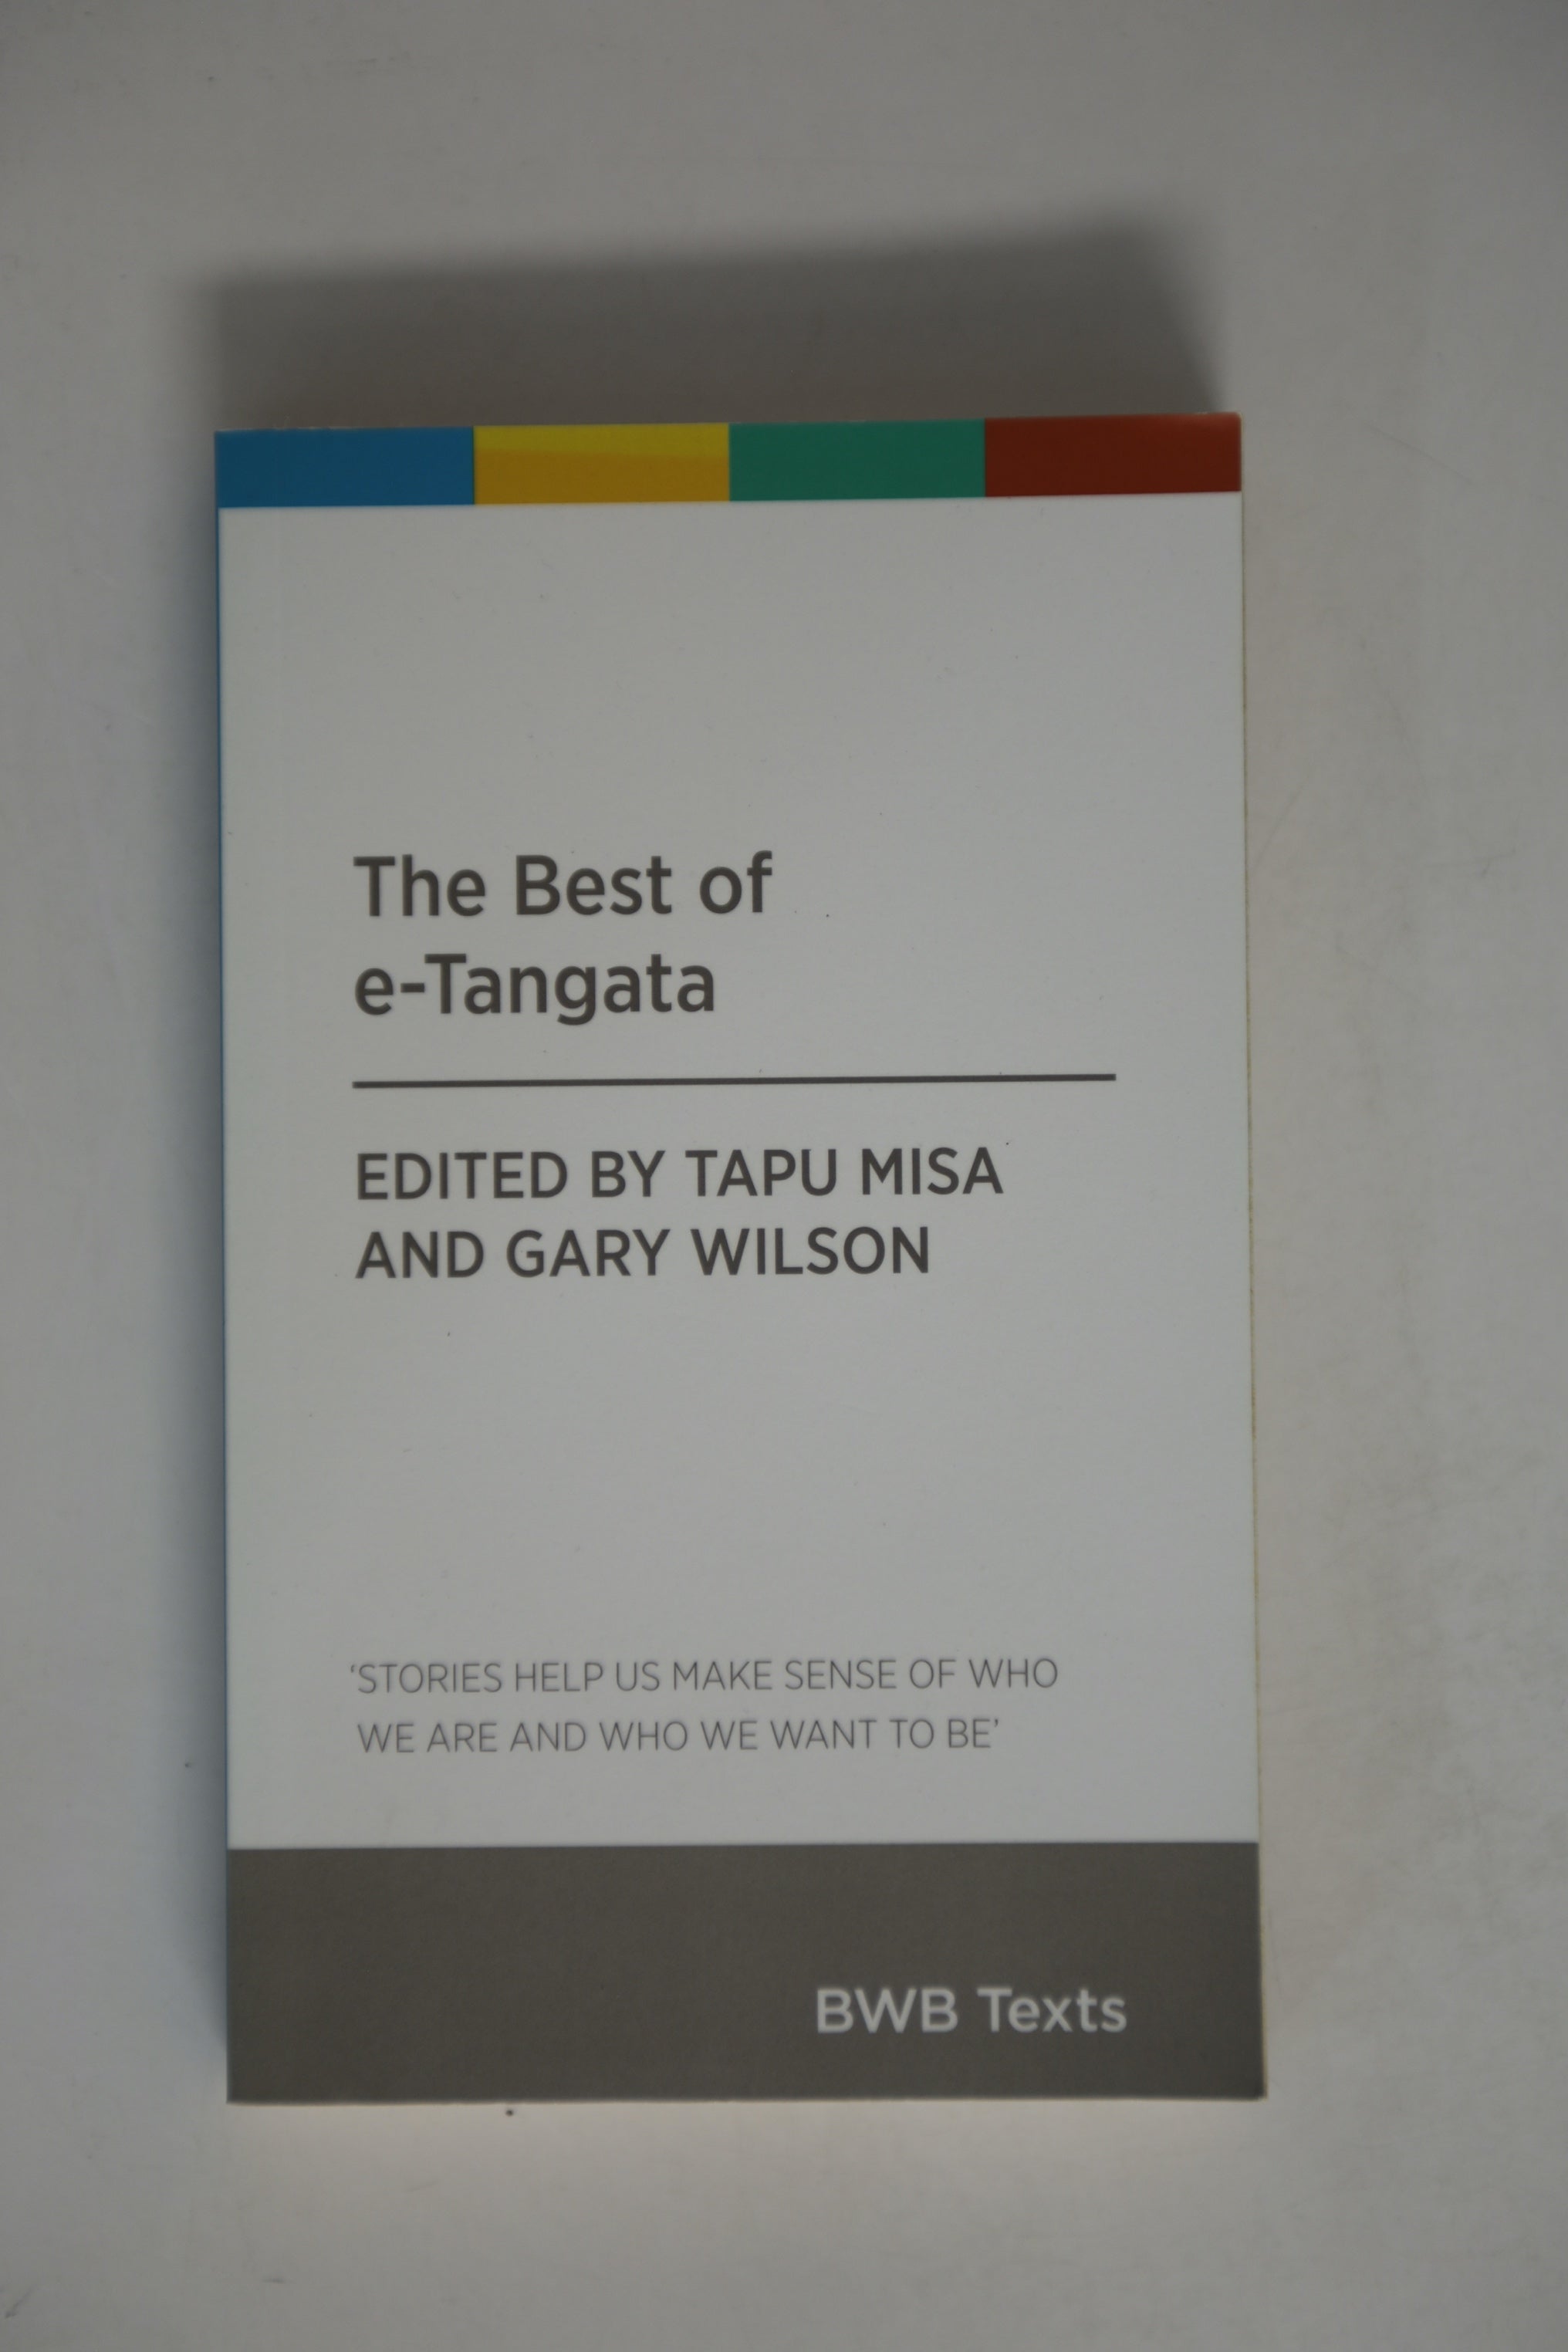 The Best of
e-Tangata
EDITED BY TAPU MISA
AND GARY WILSON
‘STORIES HELP US MAKE SENSE OF WHO
WE ARE AND WHO WE WANT TO BE’
BWB Texts